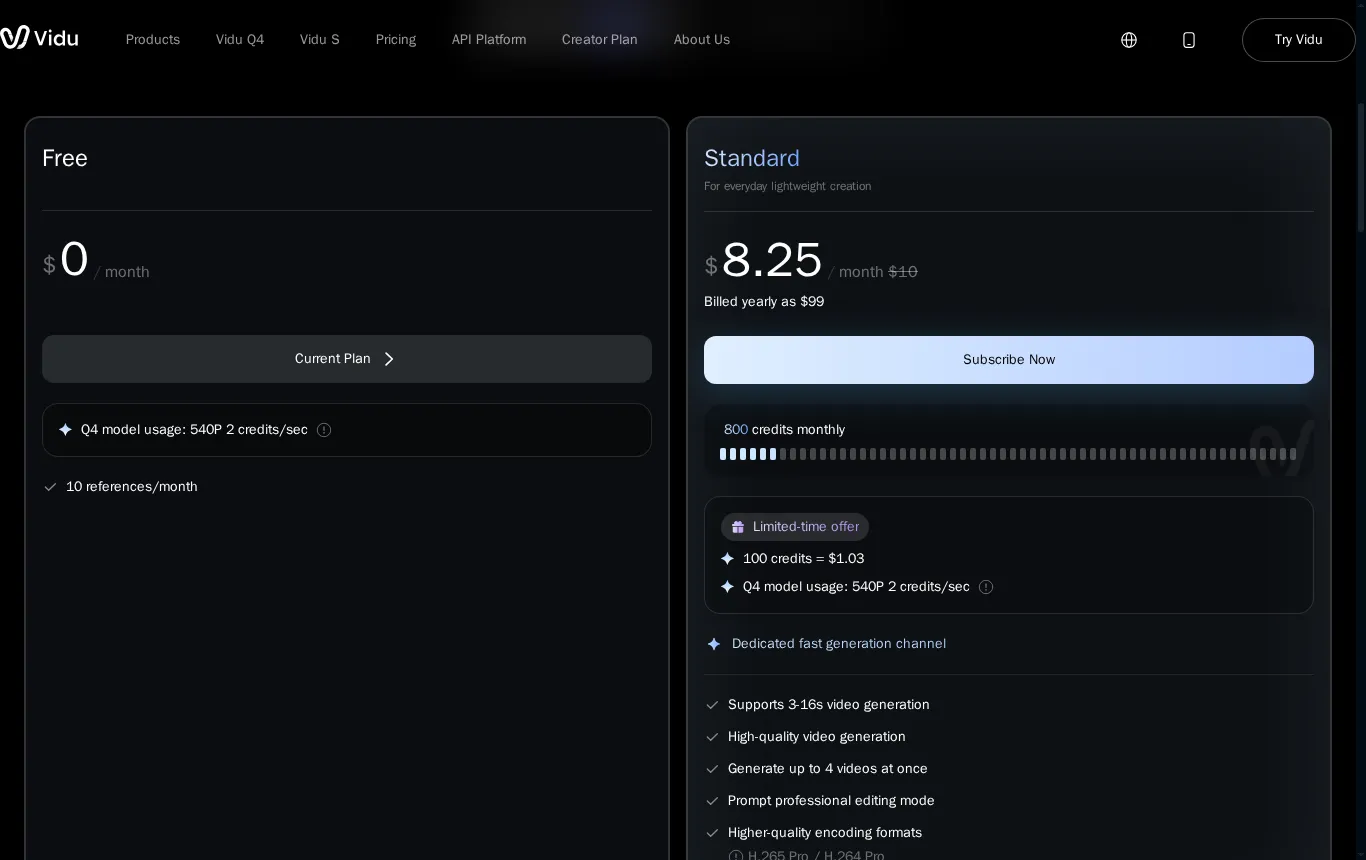 Vidu
Products
Vidu Q4
Vidu S
Pricing
API Platform
Creator Plan
About Us
Try Vidu
Free
$ 0 / month
Current Plan
Q4 model usage: 540P 2 credits/sec
10 references/month
Standard
For everyday lightweight creation
$ 8.25 / month $10
Billed yearly as $99
Subscribe Now
800 credits monthly
Limited-time offer
100 credits = $1.03
Q4 model usage: 540P 2 credits/sec
Dedicated fast generation channel
Supports 3-16s video generation
High-quality video generation
Generate up to 4 videos at once
Prompt professional editing mode
Higher-quality encoding formats
H.265 Pro / H.264 Pro